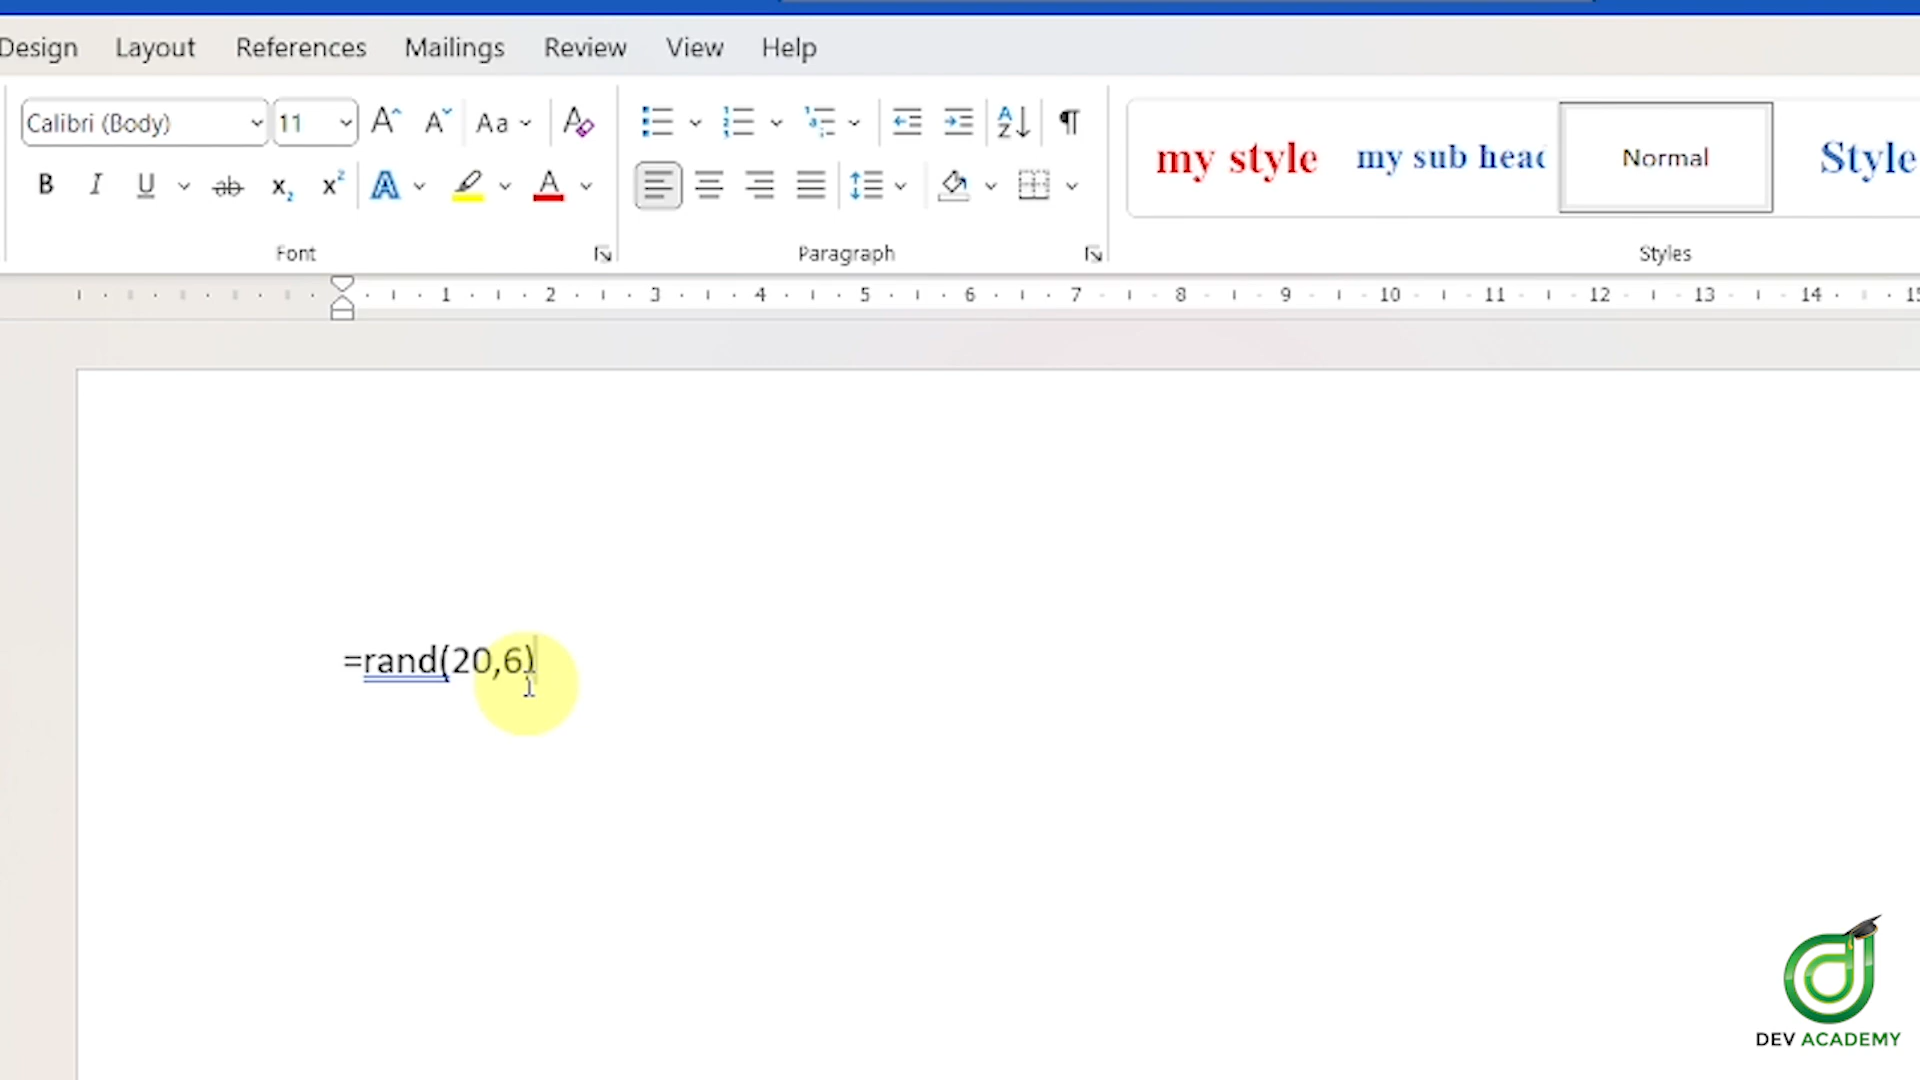 Design Layout References Mailings Review View Help
Calibri (Body) 11 Aa
B I U ab x₂ x² A A
my style my sub head Normal Style
Font Paragraph Styles
1 2 3 4 5 6 7 8 9 10 11 12 13 14 15
=rand(20,6)
DEV ACADEMY